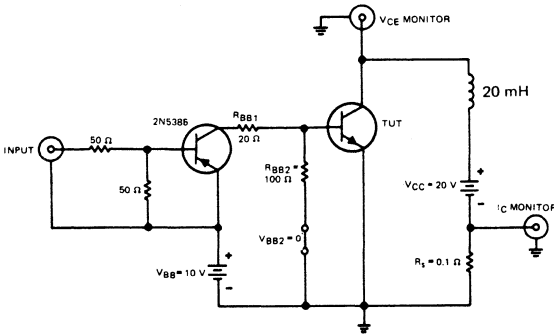 VCE MONITOR
20 mH
2N5386
RBB1
20 Ω
TUT
50 Ω
INPUT
50 Ω
RBB2=
100 Ω
VCC = 20 V
+
-
IC MONITOR
VBB2 = 0
VBB= 10 V
+
-
Rs = 0.1 Ω